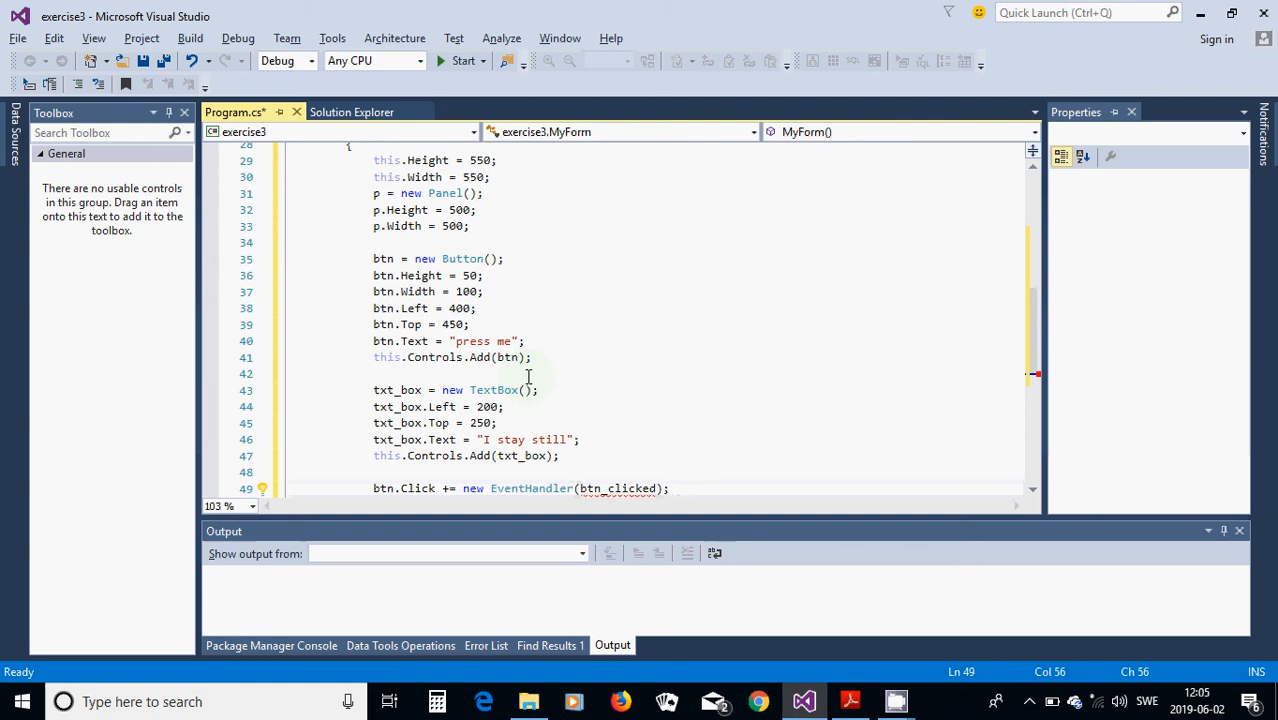 exercise3 - Microsoft Visual Studio
Quick Launch (Ctrl+Q)
File Edit View Project Build Debug Team Tools Architecture Test Analyze Window Help
Sign in
Debug Any CPU Start
Data Sources
Toolbox
Search Toolbox
General
There are no usable controls
in this group. Drag an item
onto this text to add it to the
toolbox.
Program.cs* Solution Explorer
exercise3 exercise3.MyForm MyForm()
28 {
29 this.Height = 550;
30 this.Width = 550;
31 p = new Panel();
32 p.Height = 500;
33 p.Width = 500;
34
35 btn = new Button();
36 btn.Height = 50;
37 btn.Width = 100;
38 btn.Left = 400;
39 btn.Top = 450;
40 btn.Text = "press me";
41 this.Controls.Add(btn);
42
43 txt_box = new TextBox();
44 txt_box.Left = 200;
45 txt_box.Top = 250;
46 txt_box.Text = "I stay still";
47 this.Controls.Add(txt_box);
48
49 btn.Click += new EventHandler(btn_clicked);
103 %
Properties
Notifications
Output
Show output from:
Package Manager Console Data Tools Operations Error List Find Results 1 Output
Ready Ln 49 Col 56 Ch 56 INS
Type here to search
2
SWE
12:05
2019-06-02
6